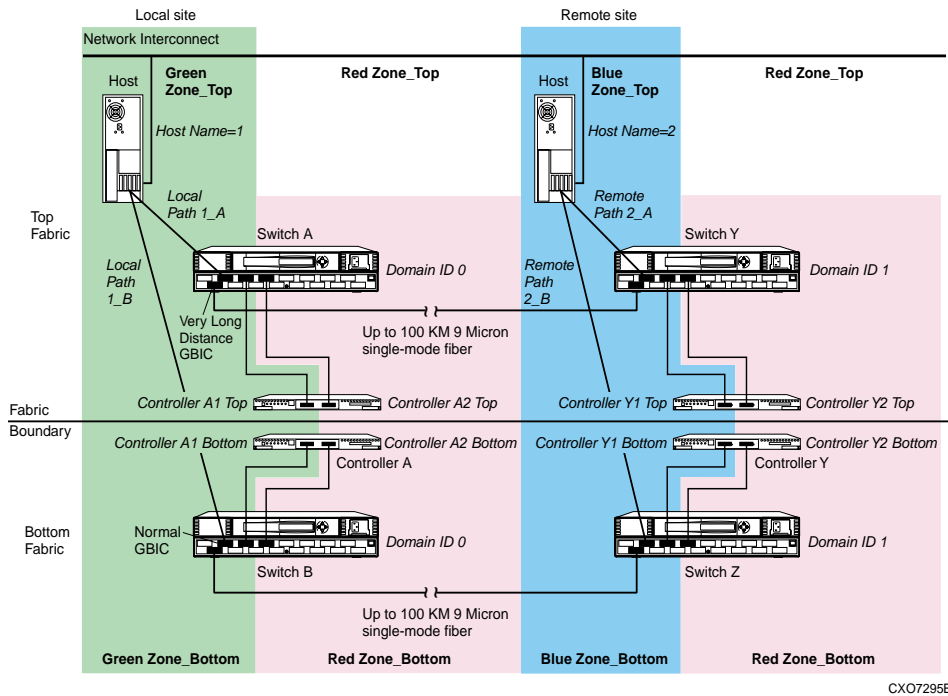 Local site
Remote site
Network Interconnect
Host
Green
Zone_Top
Red Zone_Top
Host
Blue
Zone_Top
Red Zone_Top
Host Name=1
Host Name=2
Local
Path 1_A
Remote
Path 2_A
Top
Fabric
Switch A
Switch Y
Local
Path
1_B
Domain ID 0
Remote
Path
2_B
Domain ID 1
Very Long
Distance
GBIC
Up to 100 KM 9 Micron
single-mode fiber
Controller A1 Top
Controller A2 Top
Controller Y1 Top
Controller Y2 Top
Fabric
Boundary
Controller A1 Bottom
Controller A2 Bottom
Controller Y1 Bottom
Controller Y2 Bottom
Controller A
Controller Y
Bottom
Fabric
Normal
GBIC
Domain ID 0
Domain ID 1
Switch B
Switch Z
Up to 100 KM 9 Micron
single-mode fiber
Green Zone_Bottom
Red Zone_Bottom
Blue Zone_Bottom
Red Zone_Bottom